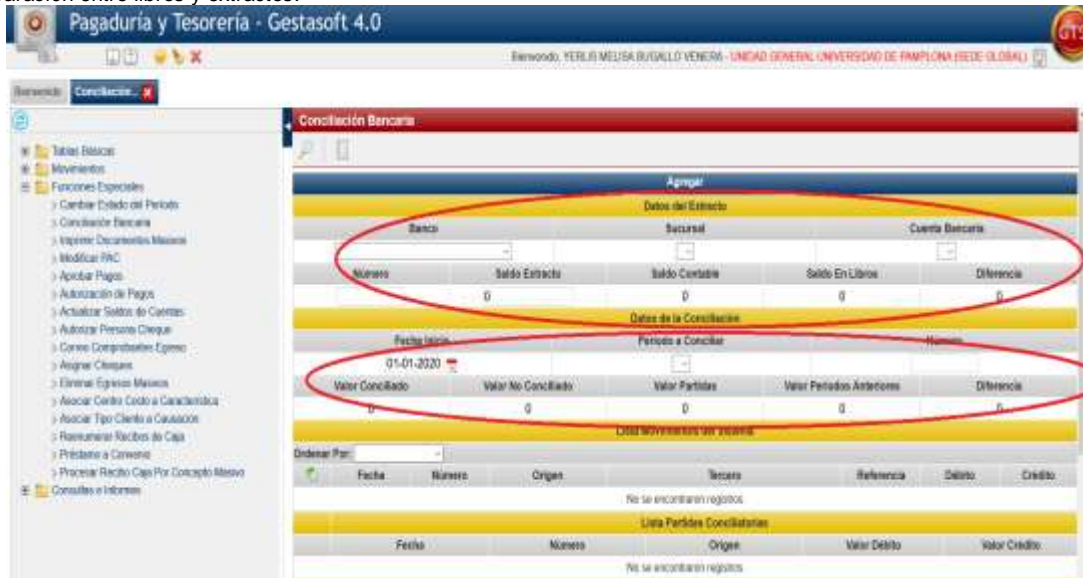 entre libros y extractos.
Pagaduría y Tesorería - Gestasoft 4.0
GTS
Bienvenido, YERLIS MELISA BUGALLO VENERA - UNIDAD GENERAL UNIVERSIDAD DE PAMPLONA (SEDE GLOBAL)
Bienvenido Conciliación...
Conciliación Bancaria
Tablas Básicas
Movimientos
Funciones Especiales
Cambiar Estado del Periodo
Conciliación Bancaria
Imprimir Documentos Masivos
Modificar PAC
Aprobar Pagos
Autorización de Pagos
Actualizar Saldos de Cuentas
Autorizar Persona Cheque
Correo Comprobantes Egreso
Asignar Cheques
Eliminar Egresos Masivos
Asociar Centro Costo a Característica
Asociar Tipo Cliente a Causación
Reenumerar Recibos de Caja
Préstamo a Convenio
Procesar Recibo Caja Por Concepto Masivo
Consultas e Informes
Agregar
Datos del Extracto
Banco Sucursal Cuenta Bancaria
Número Saldo Extracto Saldo Contable Saldo En Libros Diferencia
0 0 0 0
Datos de la Conciliación
Fecha Inicio Periodo a Conciliar Número
01-01-2020
Valor Conciliado Valor No Conciliado Valor Partidas Valor Periodos Anteriores Diferencia
0 0 0 0 0
Lista Movimientos del Sistema
Ordenar Por:
Fecha Número Origen Tercero Referencia Débito Crédito
No se encontraron registros
Lista Partidas Conciliatorias
Fecha Número Origen Valor Débito Valor Crédito
No se encontraron registros